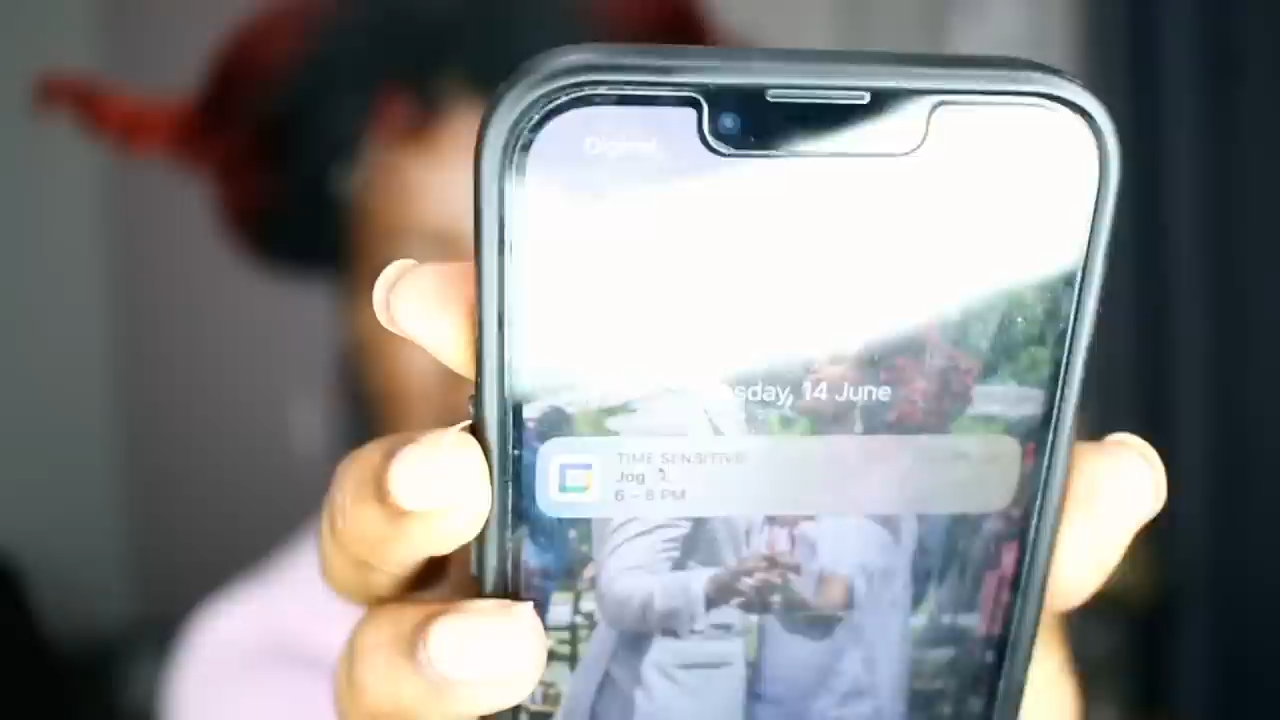 Digicel
sday, 14 June
TIME SENSITIVE
Jog
6 – 8 PM